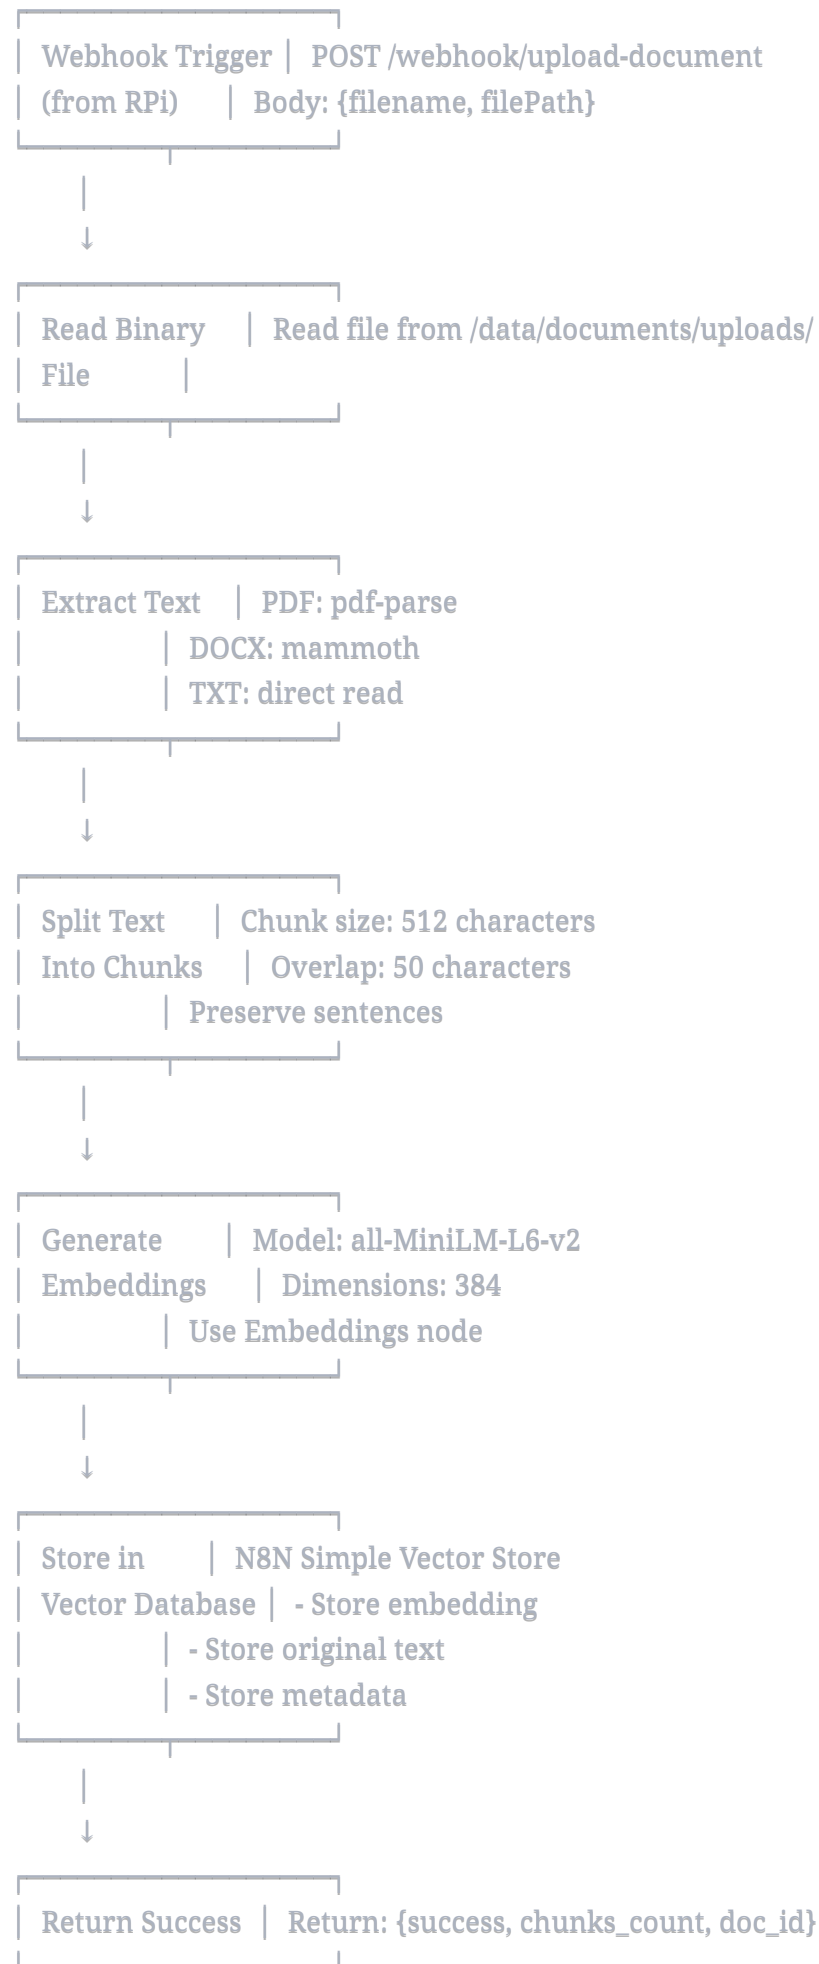 Webhook Trigger │ POST /webhook/upload-document
(from RPi) │ Body: {filename, filePath}
│
↓
Read Binary │ Read file from /data/documents/uploads/
File │
│
↓
Extract Text │ PDF: pdf-parse
│ DOCX: mammoth
│ TXT: direct read
│
↓
Split Text │ Chunk size: 512 characters
Into Chunks │ Overlap: 50 characters
│ Preserve sentences
│
↓
Generate │ Model: all-MiniLM-L6-v2
Embeddings │ Dimensions: 384
│ Use Embeddings node
│
↓
Store in │ N8N Simple Vector Store
Vector Database │ - Store embedding
│ - Store original text
│ - Store metadata
│
↓
Return Success │ Return: {success, chunks_count, doc_id}